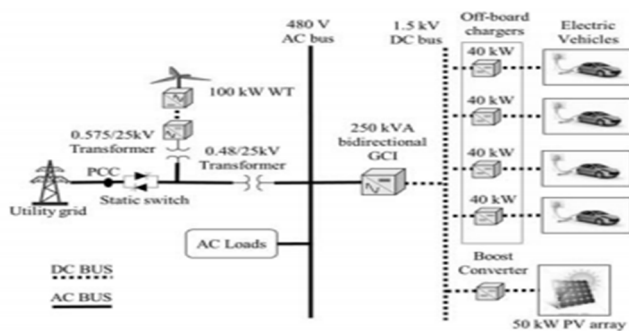 480 V
AC bus
1.5 kV
DC bus
Off-board
chargers
Electric
Vehicles
40 kW
100 kW WT
40 kW
0.575/25kV
Transformer
0.48/25kV
Transformer
250 kVA
bidirectional
GCI
40 kW
PCC
Utility grid
Static switch
40 kW
AC Loads
Boost
Converter
DC BUS
AC BUS
50 kW PV array